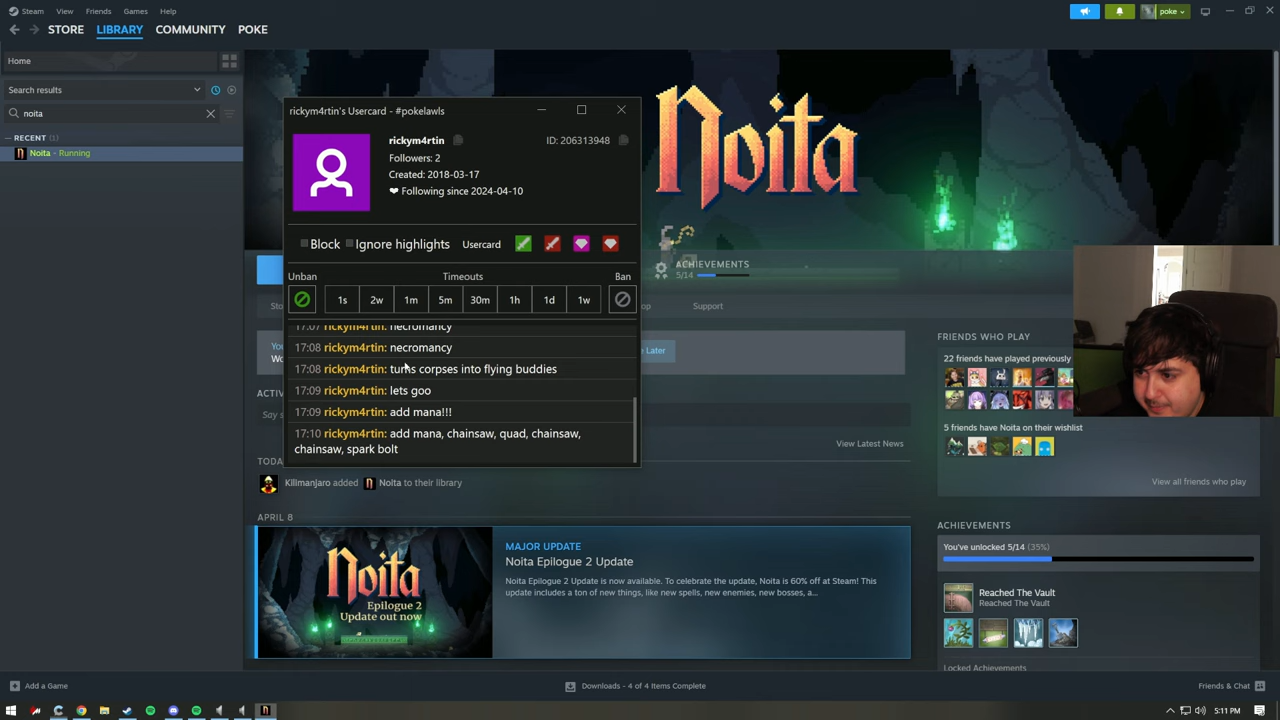 Steam View Friends Games Help
poke
STORE LIBRARY COMMUNITY POKE
Home
Search results
noita
RECENT (1)
Noita - Running
Noita
rickym4rtin's Usercard - #pokelawls
rickym4rtin
ID: 206313948
Followers: 2
Created: 2018-03-17
❤ Following since 2024-04-10
Block Ignore highlights Usercard
Unban Timeouts Ban
1s 2w 1m 5m 30m 1h 1d 1w
17:07 rickym4rtin: necromancy
17:08 rickym4rtin: necromancy
17:08 rickym4rtin: turns corpses into flying buddies
17:09 rickym4rtin: lets goo
17:09 rickym4rtin: add mana!!!
17:10 rickym4rtin: add mana, chainsaw, quad, chainsaw,
chainsaw, spark bolt
ACHIEVEMENTS
5/14
Support
Later
View Latest News
Kilimanjaro added Noita to their library
APRIL 8
Noita
Epilogue 2
Update out now
MAJOR UPDATE
Noita Epilogue 2 Update
Noita Epilogue 2 Update is now available. To celebrate the update, Noita is 60% off at Steam! This
update includes a ton of new things, like new spells, new enemies, new bosses, a...
FRIENDS WHO PLAY
22 friends have played previously
5 friends have Noita on their wishlist
View all friends who play
ACHIEVEMENTS
You've unlocked 5/14 (35%)
Reached The Vault
Reached The Vault
Locked Achievements
Add a Game
Downloads - 4 of 4 Items Complete
Friends & Chat
5:11 PM